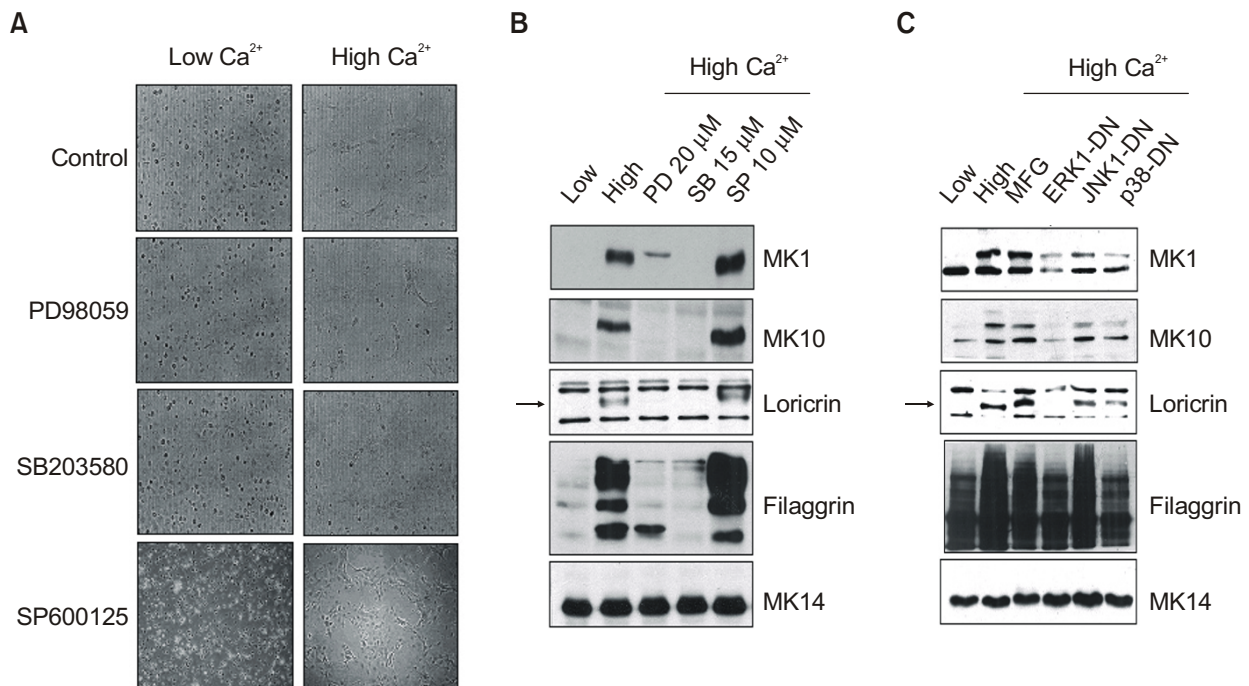 A
Low Ca²⁺
High Ca²⁺
Control
PD98059
SB203580
SP600125
B
High Ca²⁺
Low
High
PD 20 μM
SB 15 μM
SP 10 μM
MK1
MK10
Loricrin
Filaggrin
MK14
C
High Ca²⁺
Low
High
MFG
ERK1-DN
JNK1-DN
p38-DN
MK1
MK10
Loricrin
Filaggrin
MK14